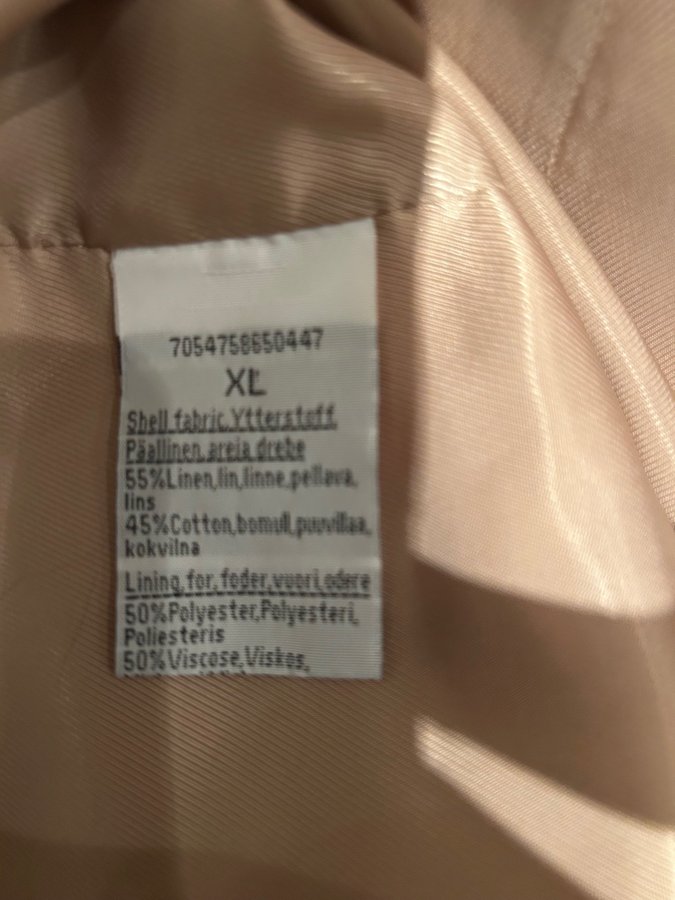 7054758650447
XL
Shell fabric,Ytterstoff,
Päällinen,areja drebe
55%Linen,lin,linne,pellava,
lins
45%Cotton,bomull,puuvillaa,
kokvilna
Lining,for,foder,vuori,odere
50%Polyester,Polyesteri,
Poliesteris
50%Viscose,Viskos,